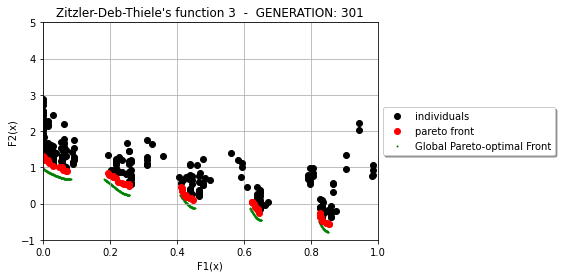 Zitzler-Deb-Thiele's function 3 - GENERATION: 301
5
4
3
2
1
0
−1
F2(x)
0.0 0.2 0.4 0.6 0.8 1.0
F1(x)
individuals
pareto front
Global Pareto-optimal Front